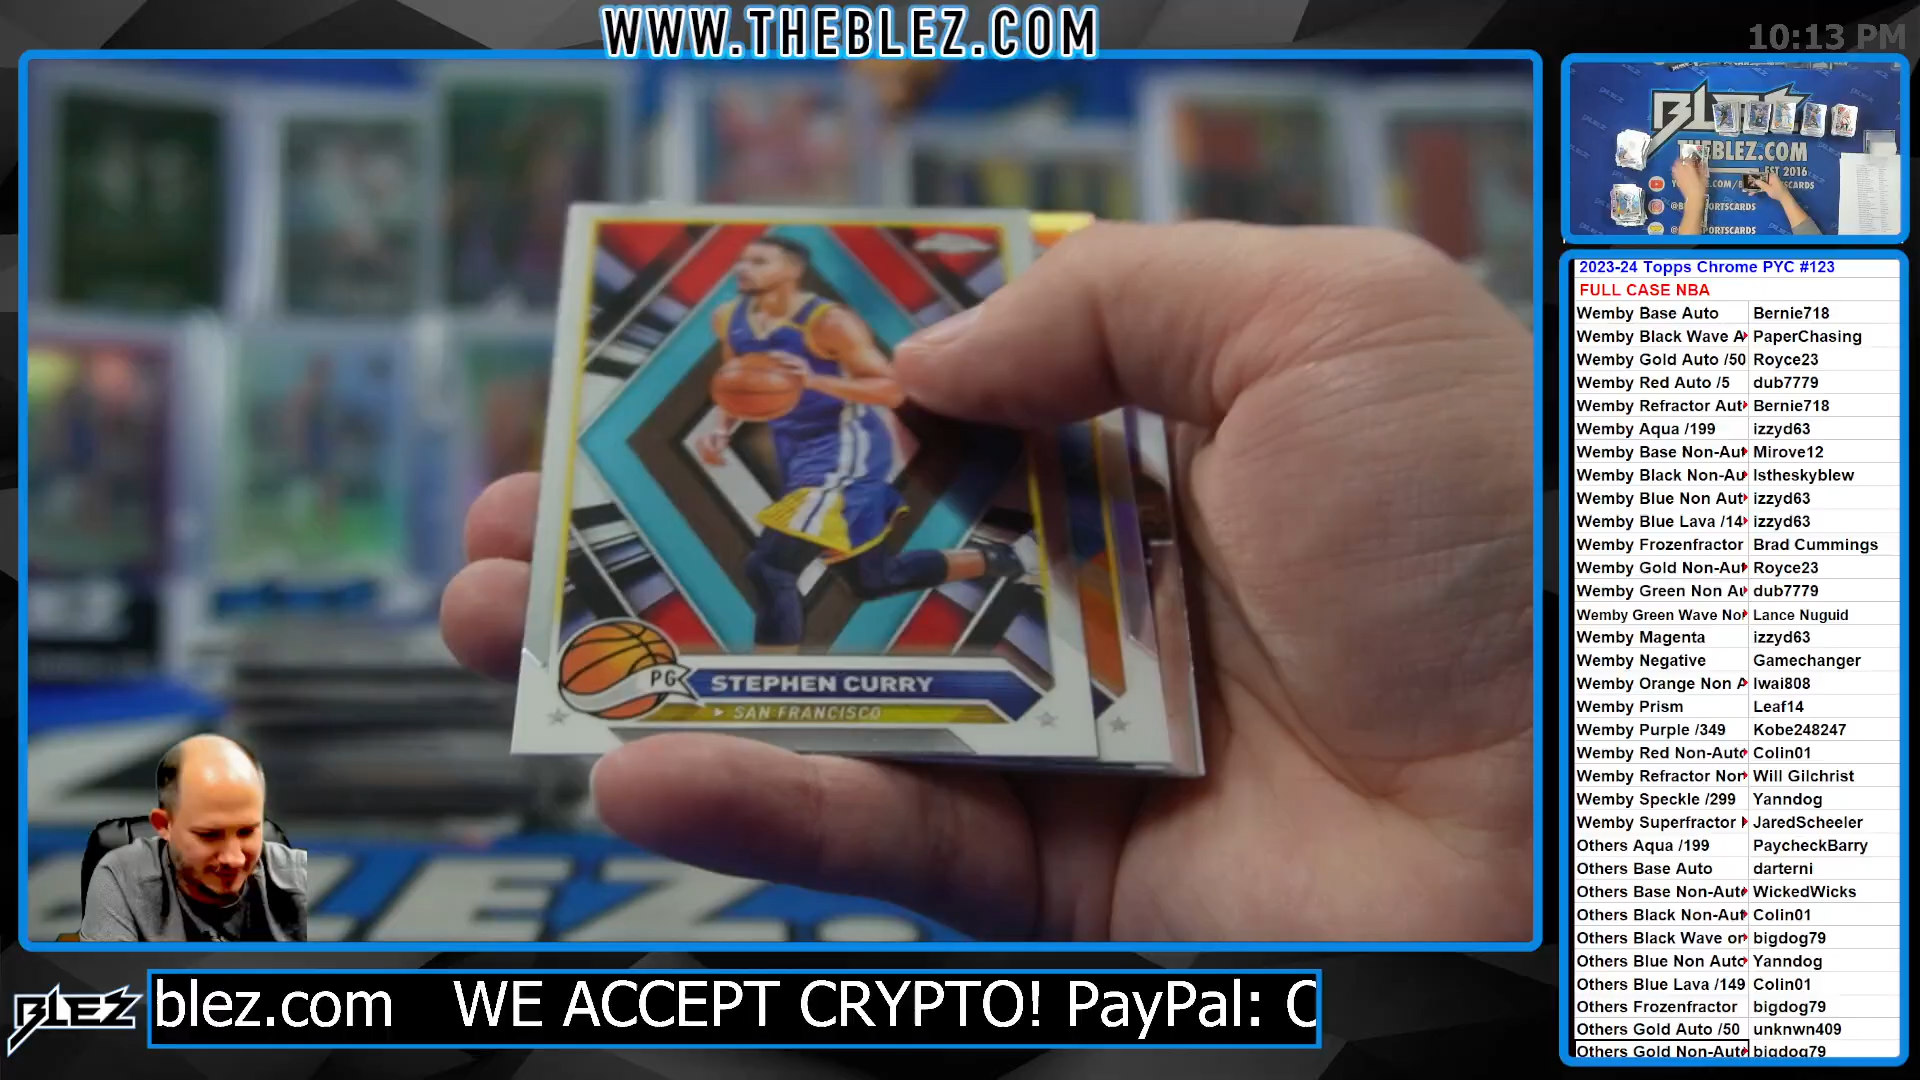 WWW.THEBLEZ.COM
10:13 PM
BLEZ
THEBLEZ.COM
EST 2016
2023-24 Topps Chrome PYC #123
FULL CASE NBA
Wemby Base Auto Bernie718
Wemby Black Wave A PaperChasing
Wemby Gold Auto /50 Royce23
Wemby Red Auto /5 dub7779
Wemby Refractor Aut Bernie718
Wemby Aqua /199 izzyd63
Wemby Base Non-Aut Mirove12
Wemby Black Non-Au Istheskyblew
Wemby Blue Non Aut izzyd63
Wemby Blue Lava /14 izzyd63
Wemby Frozenfractor Brad Cummings
Wemby Gold Non-Aut Royce23
Wemby Green Non Au dub7779
Wemby Green Wave Non Lance Nuguid
Wemby Magenta izzyd63
Wemby Negative Gamechanger
Wemby Orange Non A Iwai808
Wemby Prism Leaf14
Wemby Purple /349 Kobe248247
Wemby Red Non-Auto Colin01
Wemby Refractor Non Will Gilchrist
Wemby Speckle /299 Yanndog
Wemby Superfractor JaredScheeler
Others Aqua /199 PaycheckBarry
Others Base Auto darterni
Others Base Non-Auto WickedWicks
Others Black Non-Aut Colin01
Others Black Wave or bigdog79
Others Blue Non Auto Yanndog
Others Blue Lava /149 Colin01
Others Frozenfractor bigdog79
Others Gold Auto /50 unknwn409
Others Gold Non-Auto bigdog79
PG
STEPHEN CURRY
SAN FRANCISCO
BLEZ
blez.com WE ACCEPT CRYPTO! PayPal: C